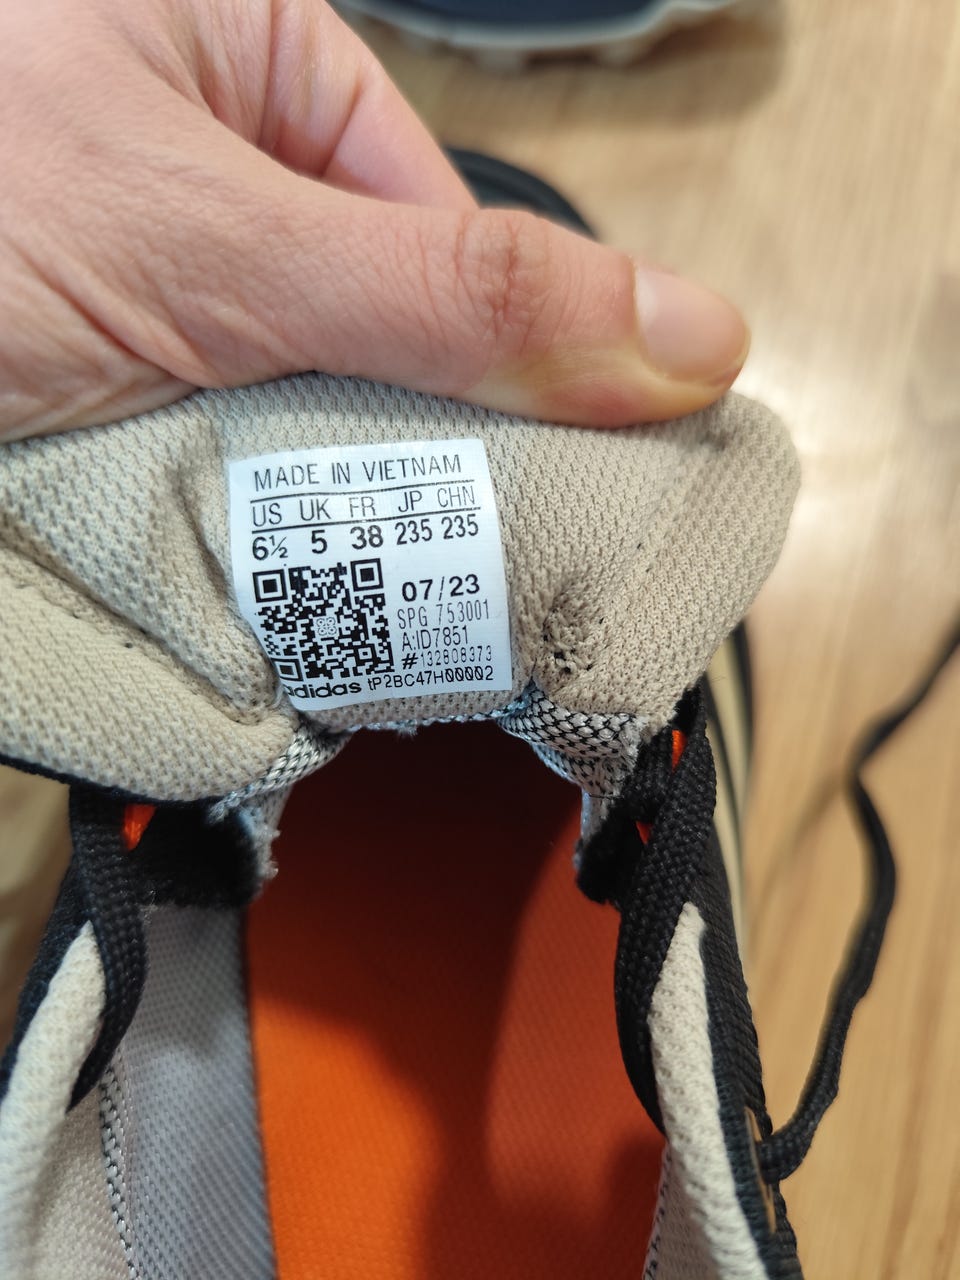 MADE IN VIETNAM
US UK FR JP CHN
6½ 5 38 235 235
07/23
SPG 753001
A:ID7851
#132808373
adidas tP2BC47H00002